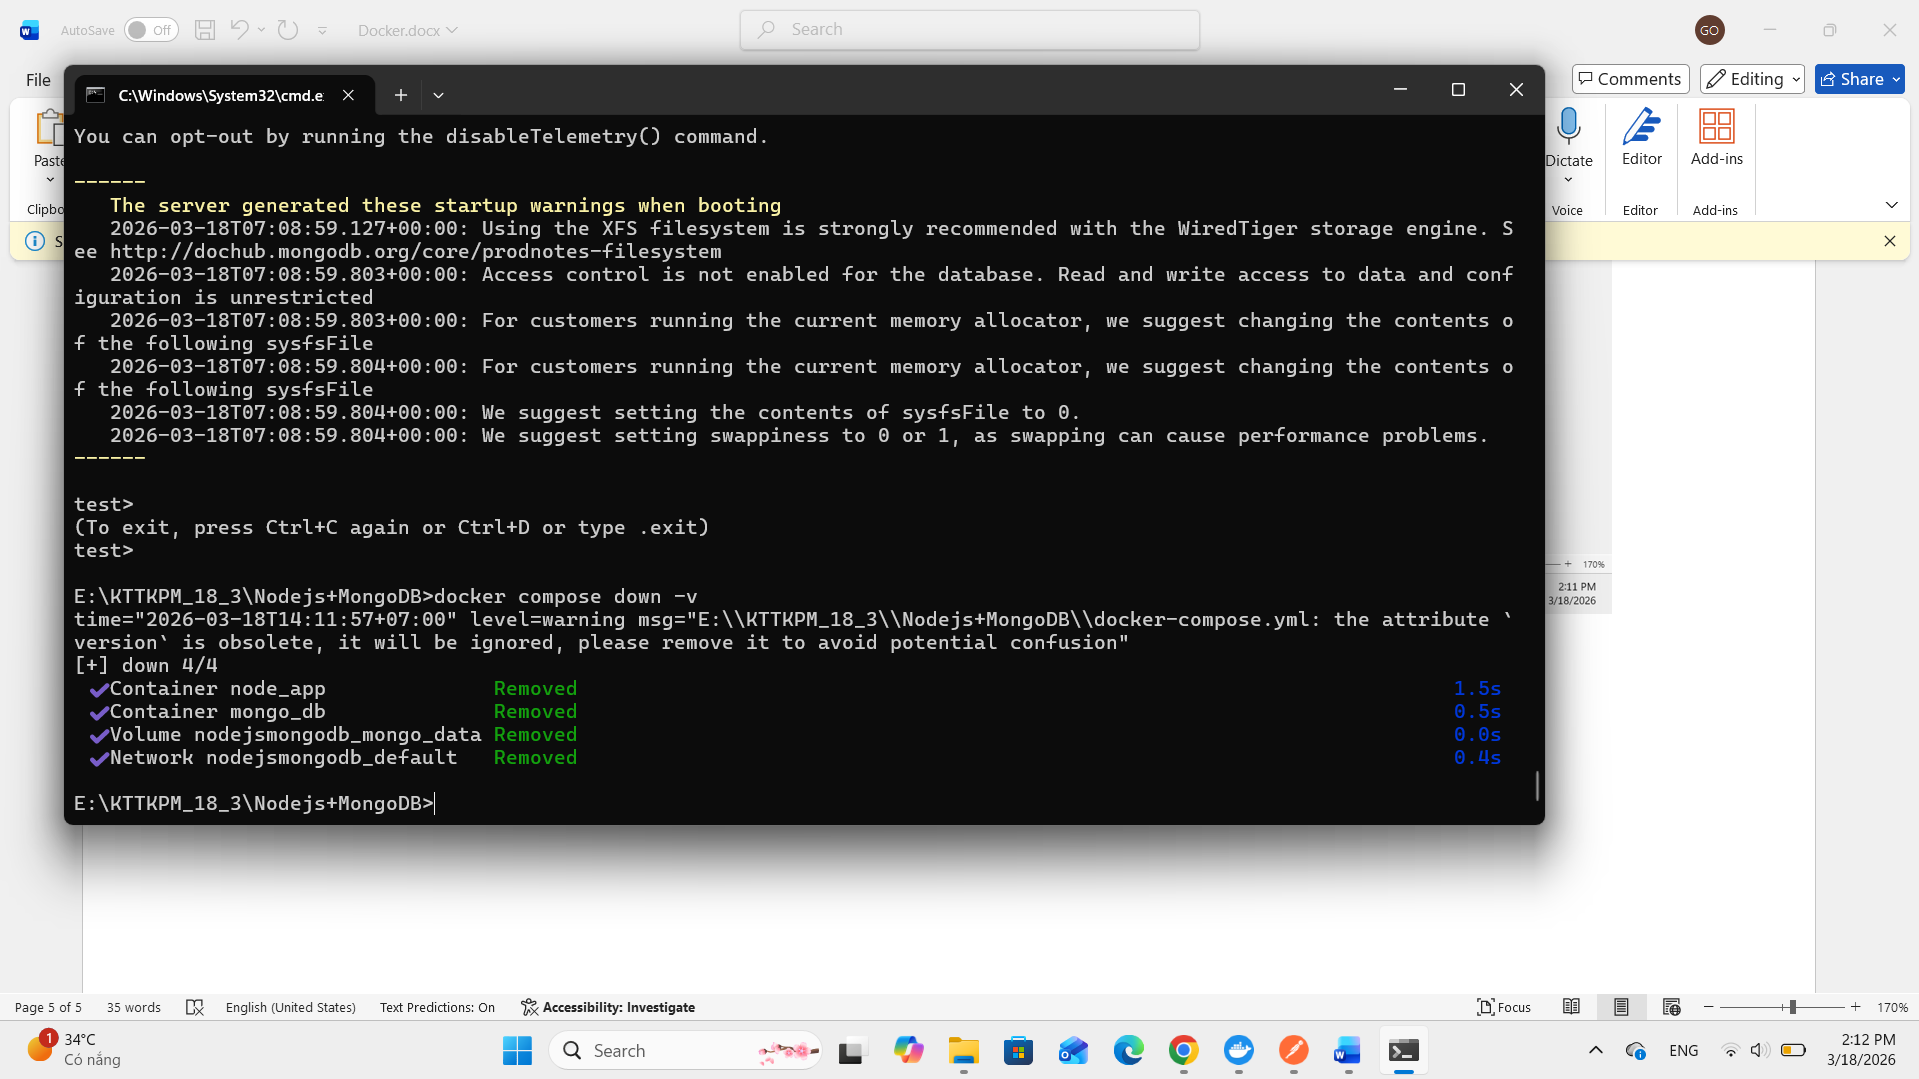 AutoSave Off Docker.docx Search GO
File Comments Editing Share
C:\Windows\System32\cmd.e
Paste
Clipbo
S
Dictate
Editor
Add-ins
Voice
Editor
Add-ins
You can opt-out by running the disableTelemetry() command.
------
The server generated these startup warnings when booting
2026-03-18T07:08:59.127+00:00: Using the XFS filesystem is strongly recommended with the WiredTiger storage engine. S
ee http://dochub.mongodb.org/core/prodnotes-filesystem
2026-03-18T07:08:59.803+00:00: Access control is not enabled for the database. Read and write access to data and conf
iguration is unrestricted
2026-03-18T07:08:59.803+00:00: For customers running the current memory allocator, we suggest changing the contents o
f the following sysfsFile
2026-03-18T07:08:59.804+00:00: For customers running the current memory allocator, we suggest changing the contents o
f the following sysfsFile
2026-03-18T07:08:59.804+00:00: We suggest setting the contents of sysfsFile to 0.
2026-03-18T07:08:59.804+00:00: We suggest setting swappiness to 0 or 1, as swapping can cause performance problems.
------
test>
(To exit, press Ctrl+C again or Ctrl+D or type .exit)
test>
E:\KTTKPM_18_3\Nodejs+MongoDB>docker compose down -v
time="2026-03-18T14:11:57+07:00" level=warning msg="E:\\KTTKPM_18_3\\Nodejs+MongoDB\\docker-compose.yml: the attribute `
version` is obsolete, it will be ignored, please remove it to avoid potential confusion"
[+] down 4/4
✔Container node_app Removed 1.5s
✔Container mongo_db Removed 0.5s
✔Volume nodejsmongodb_mongo_data Removed 0.0s
✔Network nodejsmongodb_default Removed 0.4s
E:\KTTKPM_18_3\Nodejs+MongoDB>
170%
2:11 PM
3/18/2026
Page 5 of 5 35 words English (United States) Text Predictions: On Accessibility: Investigate Focus 170%
1
34°C
Có nắng
Search
ENG
2:12 PM
3/18/2026